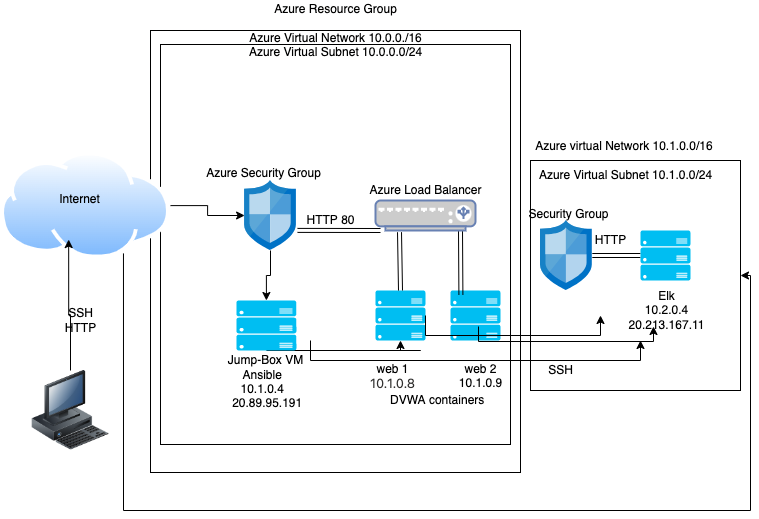 Azure Resource Group
Azure Virtual Network 10.0.0./16
Azure Virtual Subnet 10.0.0.0/24
Azure virtual Network 10.1.0.0/16
Azure Virtual Subnet 10.1.0.0/24
Internet
Azure Security Group
Azure Load Balancer
HTTP 80
Security Group
HTTP
SSH
HTTP
Elk
10.2.0.4
20.213.167.11
Jump-Box VM
Ansible
10.1.0.4
20.89.95.191
web 1
10.1.0.8
web 2
10.1.0.9
DVWA containers
SSH